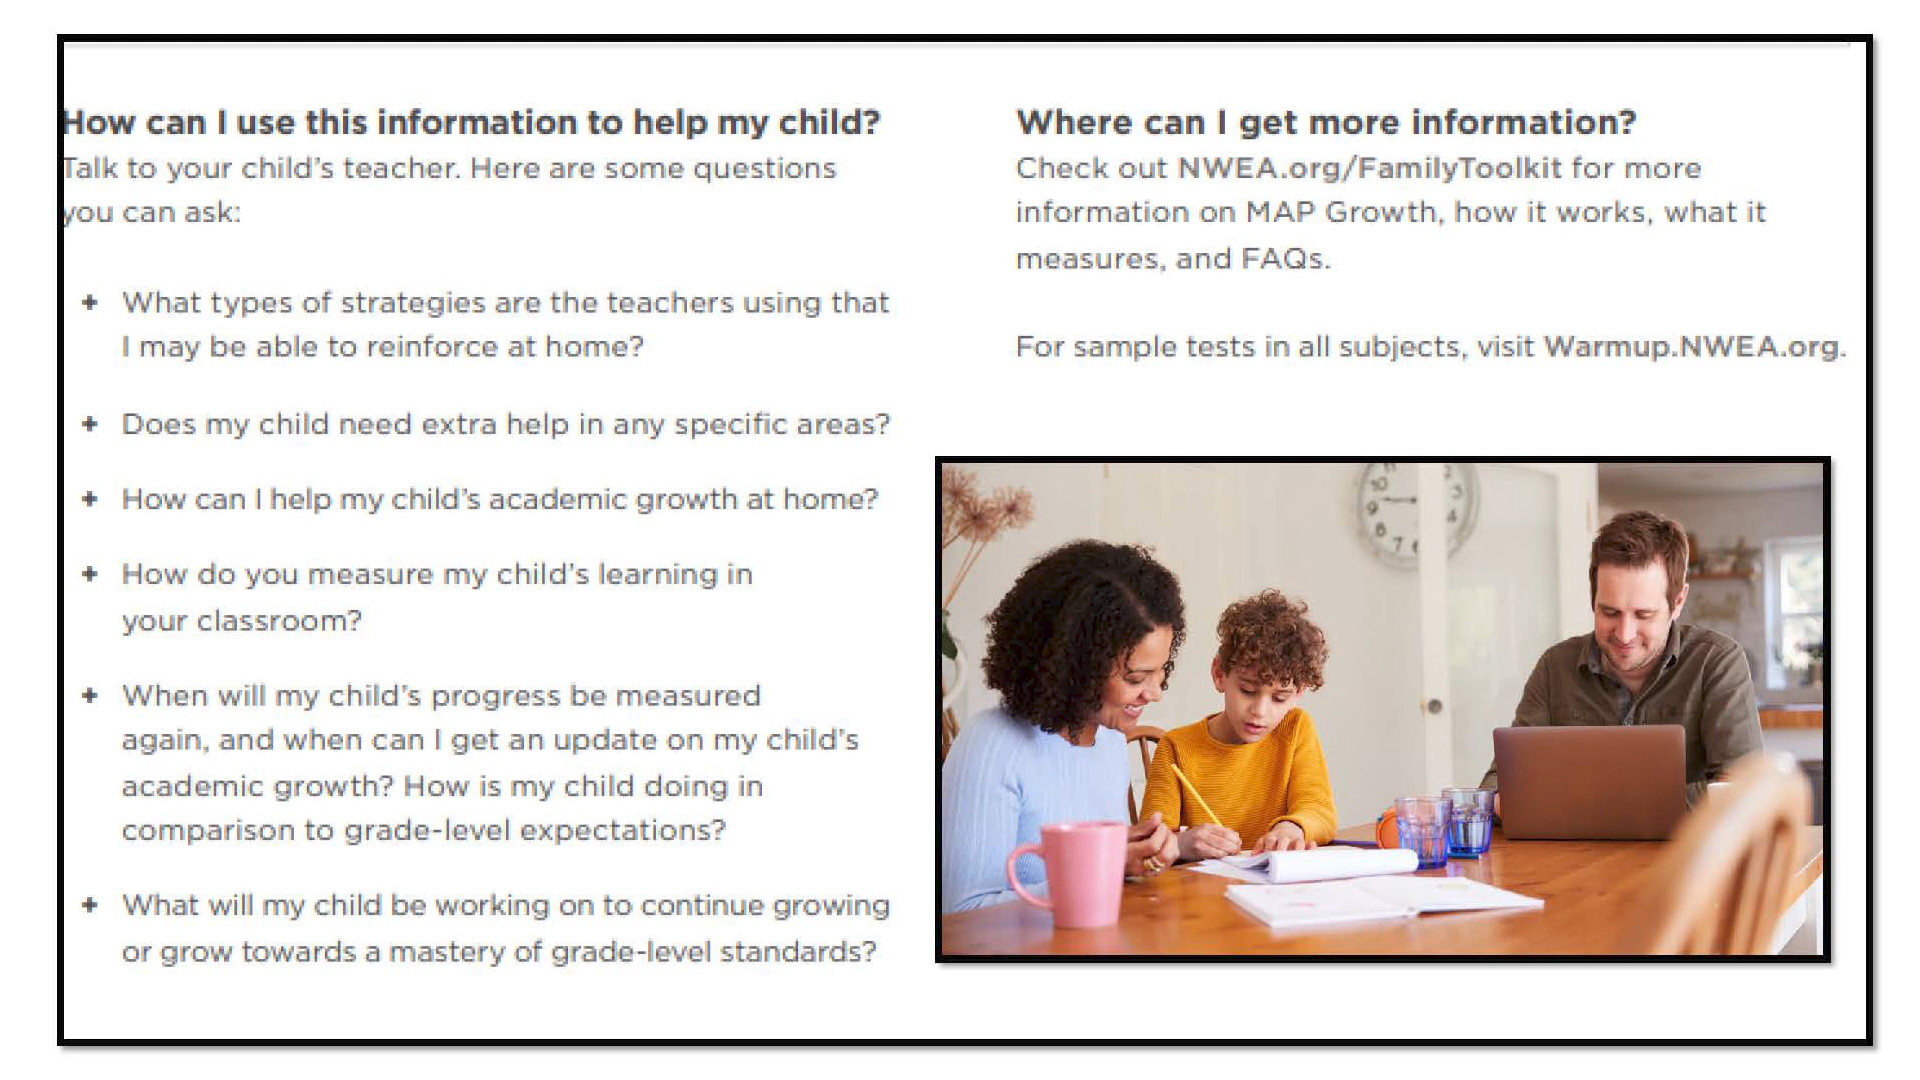 How can I use this information to help my child?
Talk to your child's teacher. Here are some questions
you can ask:
+ What types of strategies are the teachers using that
I may be able to reinforce at home?
+ Does my child need extra help in any specific areas?
+ How can I help my child's academic growth at home?
+ How do you measure my child's learning in
your classroom?
+ When will my child's progress be measured
again, and when can I get an update on my child's
academic growth? How is my child doing in
comparison to grade-level expectations?
+ What will my child be working on to continue growing
or grow towards a mastery of grade-level standards?
Where can I get more information?
Check out NWEA.org/FamilyToolkit for more
information on MAP Growth, how it works, what it
measures, and FAQs.
For sample tests in all subjects, visit Warmup.NWEA.org.
10
9
8
7
6
2
3